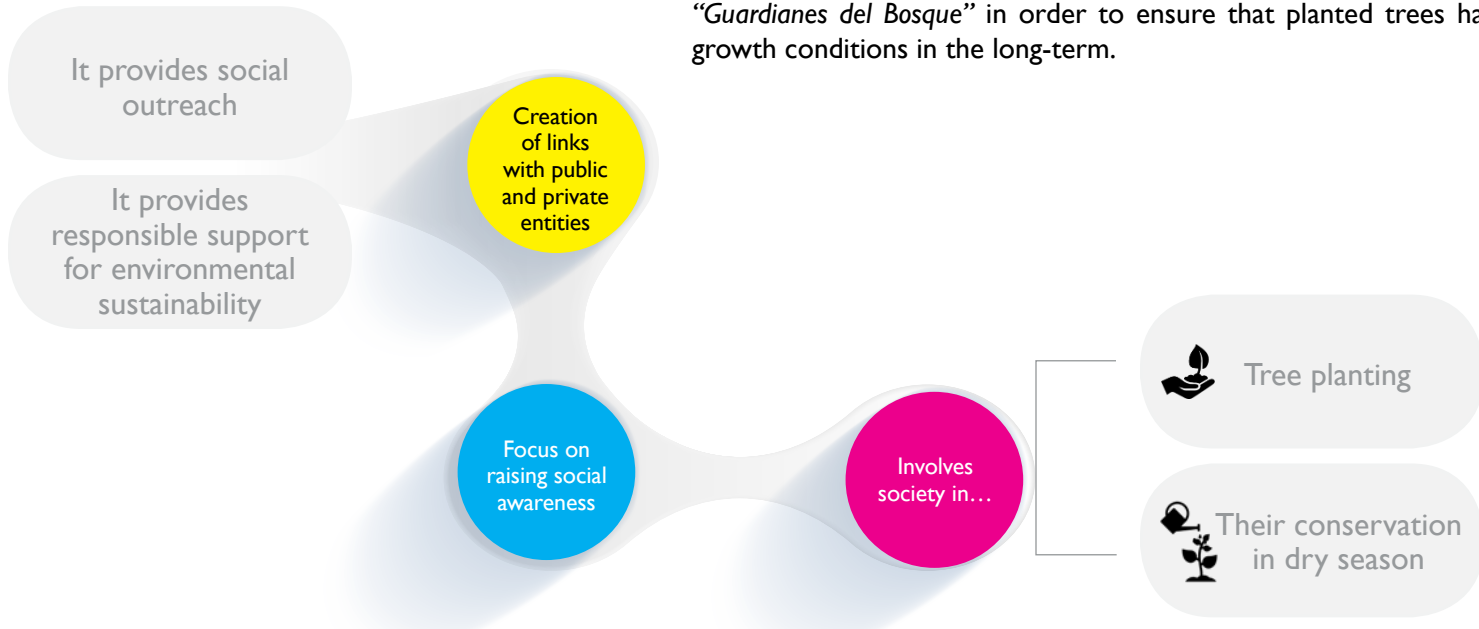 “Guardianes del Bosque” in order to ensure that planted trees
growth conditions in the long-term.
It provides social
outreach
It provides
responsible support
for environmental
sustainability
Creation
of links
with public
and private
entities
Focus on
raising social
awareness
Involves
society in…
Tree planting
Their conservation
in dry season